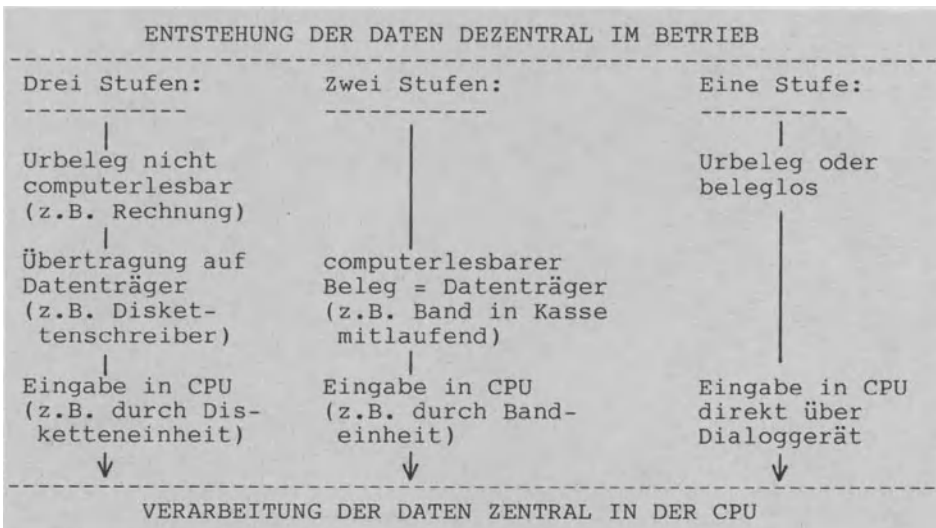 ENTSTEHUNG DER DATEN DEZENTRAL IM BETRIEB
Drei Stufen:
Urbeleg nicht
computerlesbar
(z.B. Rechnung)
Übertragung auf
Datenträger
(z.B. Disket-
tenschreiber)
Eingabe in CPU
(z.B. durch Dis-
ketteneinheit)
Zwei Stufen:
computerlesbarer
Beleg = Datenträger
(z.B. Band in Kasse
mitlaufend)
Eingabe in CPU
(z.B. durch Band-
einheit)
Eine Stufe:
Urbeleg oder
beleglos
Eingabe in CPU
direkt über
Dialoggerät
VERARBEITUNG DER DATEN ZENTRAL IN DER CPU